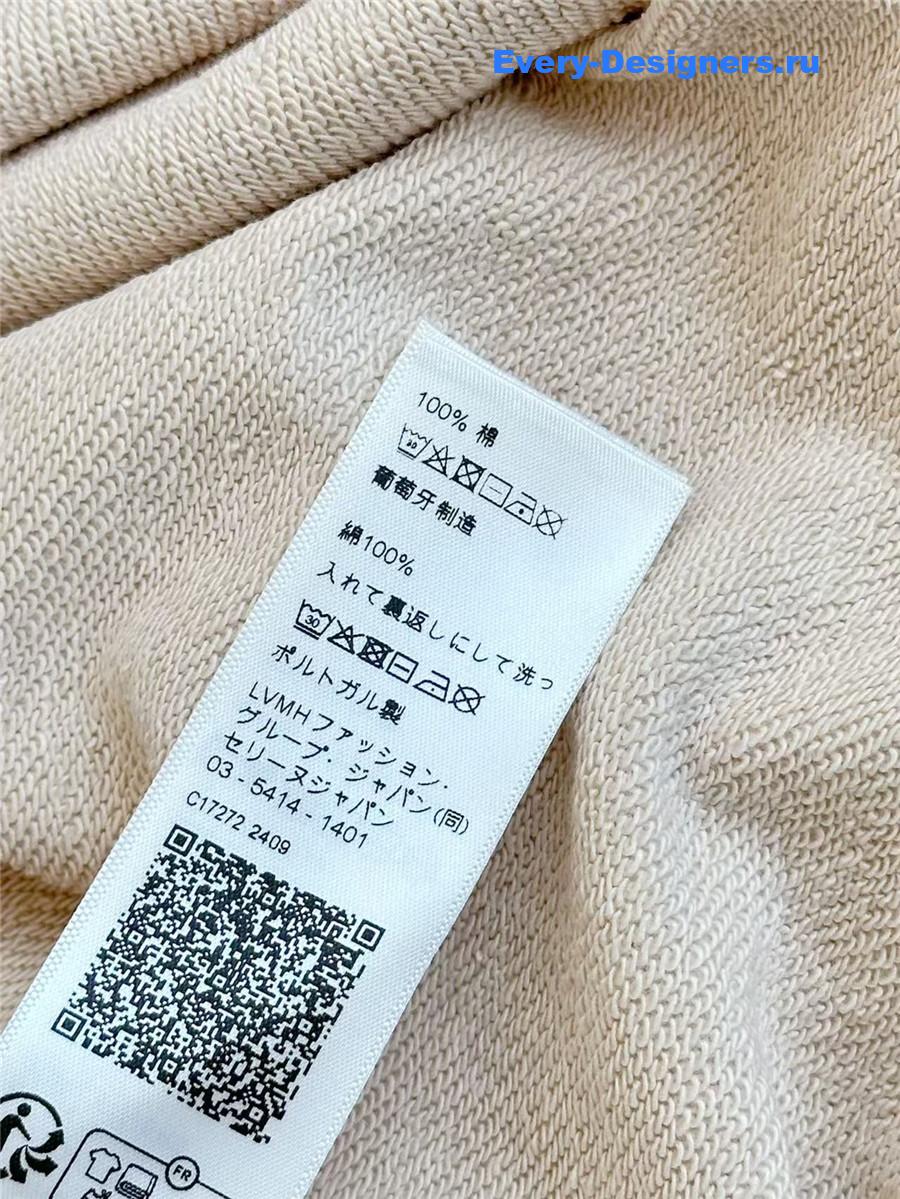 Every-Designers.ru
100% 棉
30
葡萄牙制造
綿100%
入れて裏返しにして洗っ
30
ポルトガル製
LVMHファッション・
グループ・ジャパン(同)
セリーヌジャパン
03 - 5414 - 1401
C17272 2409
FR